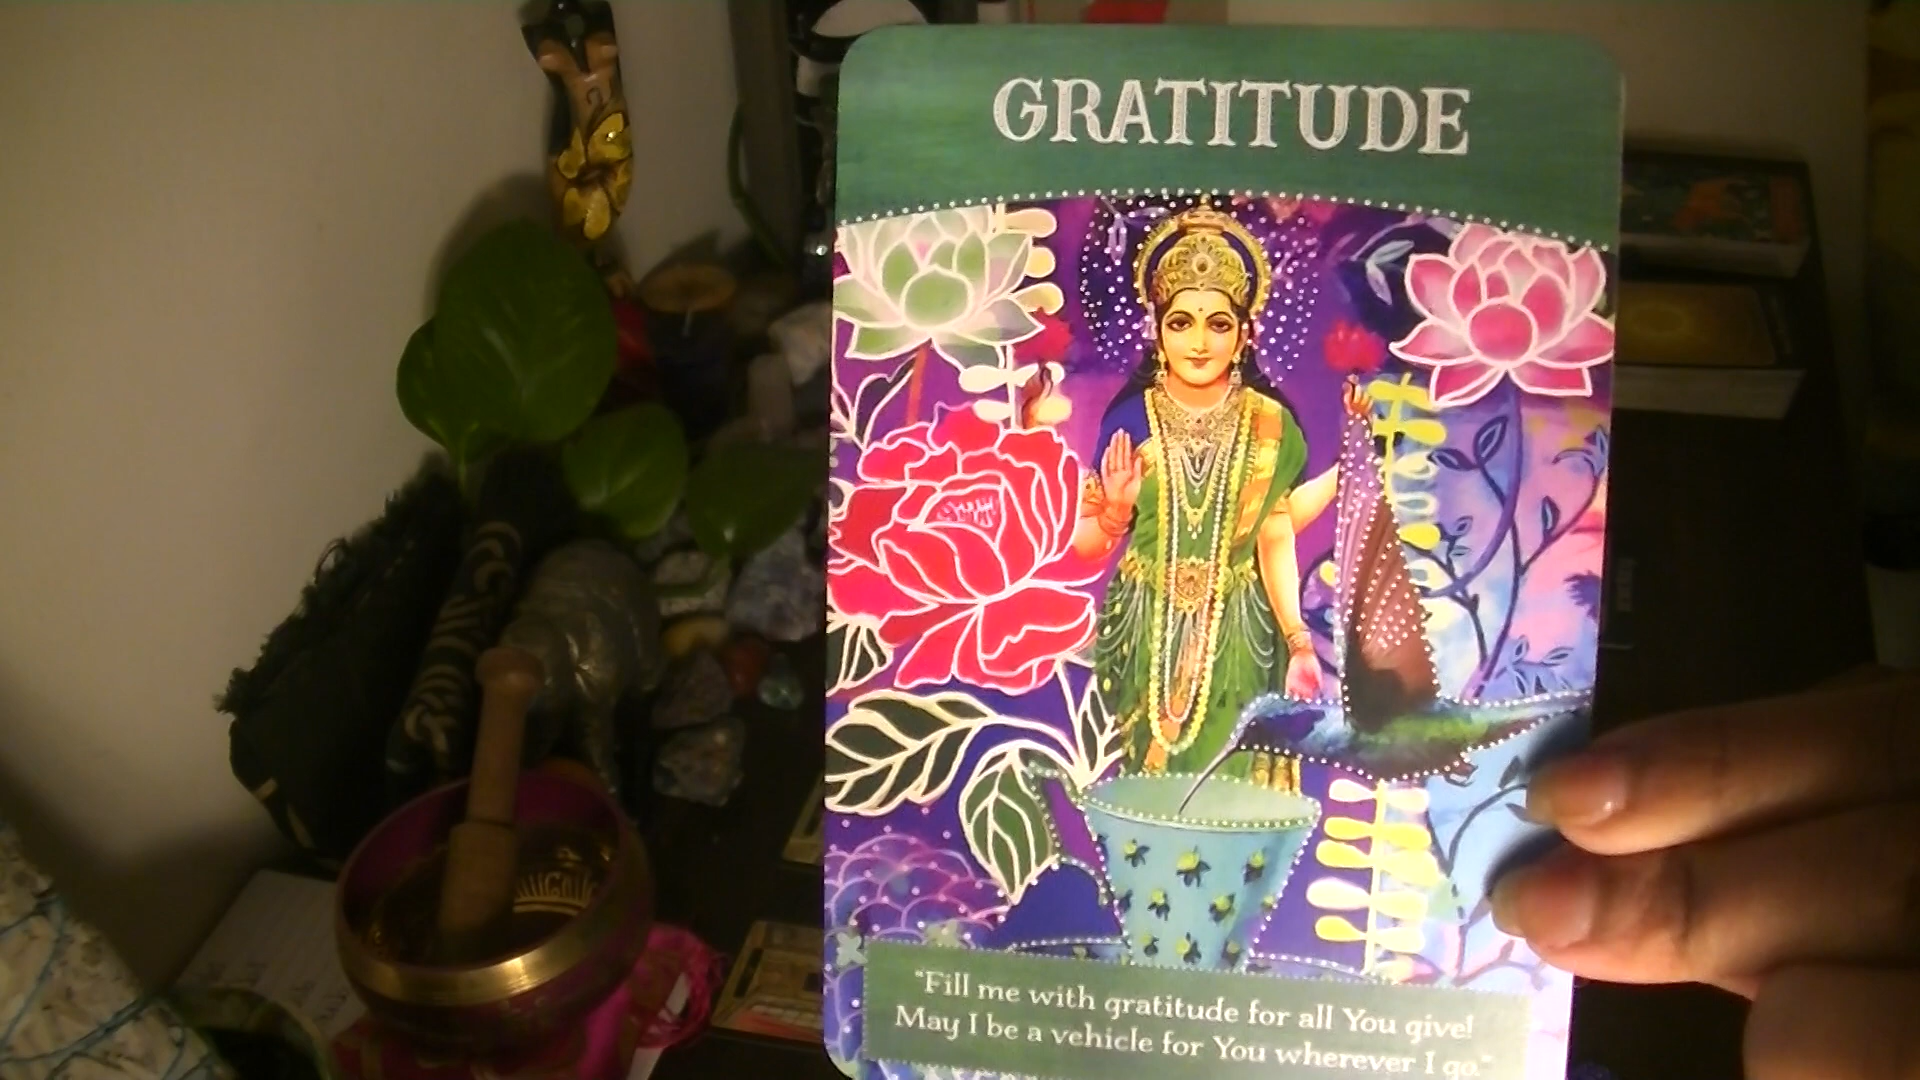 GRATITUDE
"Fill me with gratitude for all You give!
May I be a vehicle for You wherever I go."